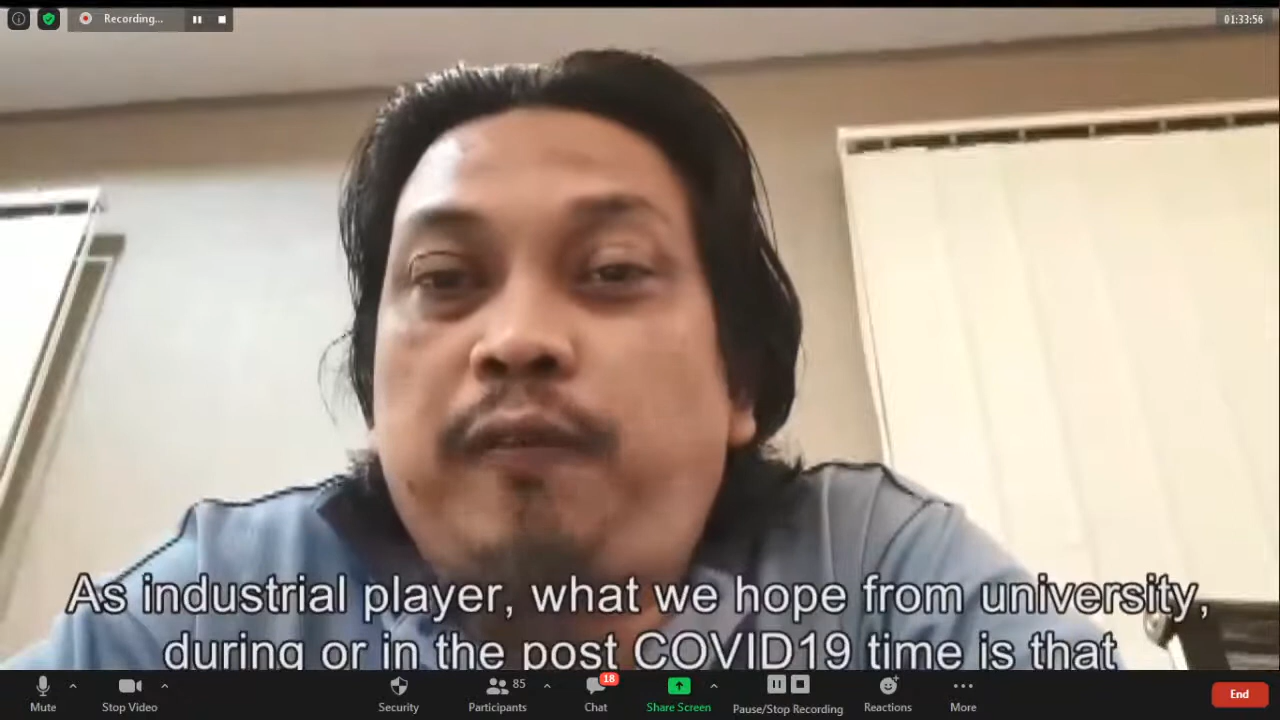 Recording...
01:33:56
As industrial player, what we hope from university,
during or in the post COVID19 time is that
Mute
Stop Video
Security
Participants
85
Chat
18
Share Screen
Pause/Stop Recording
Reactions
More
End